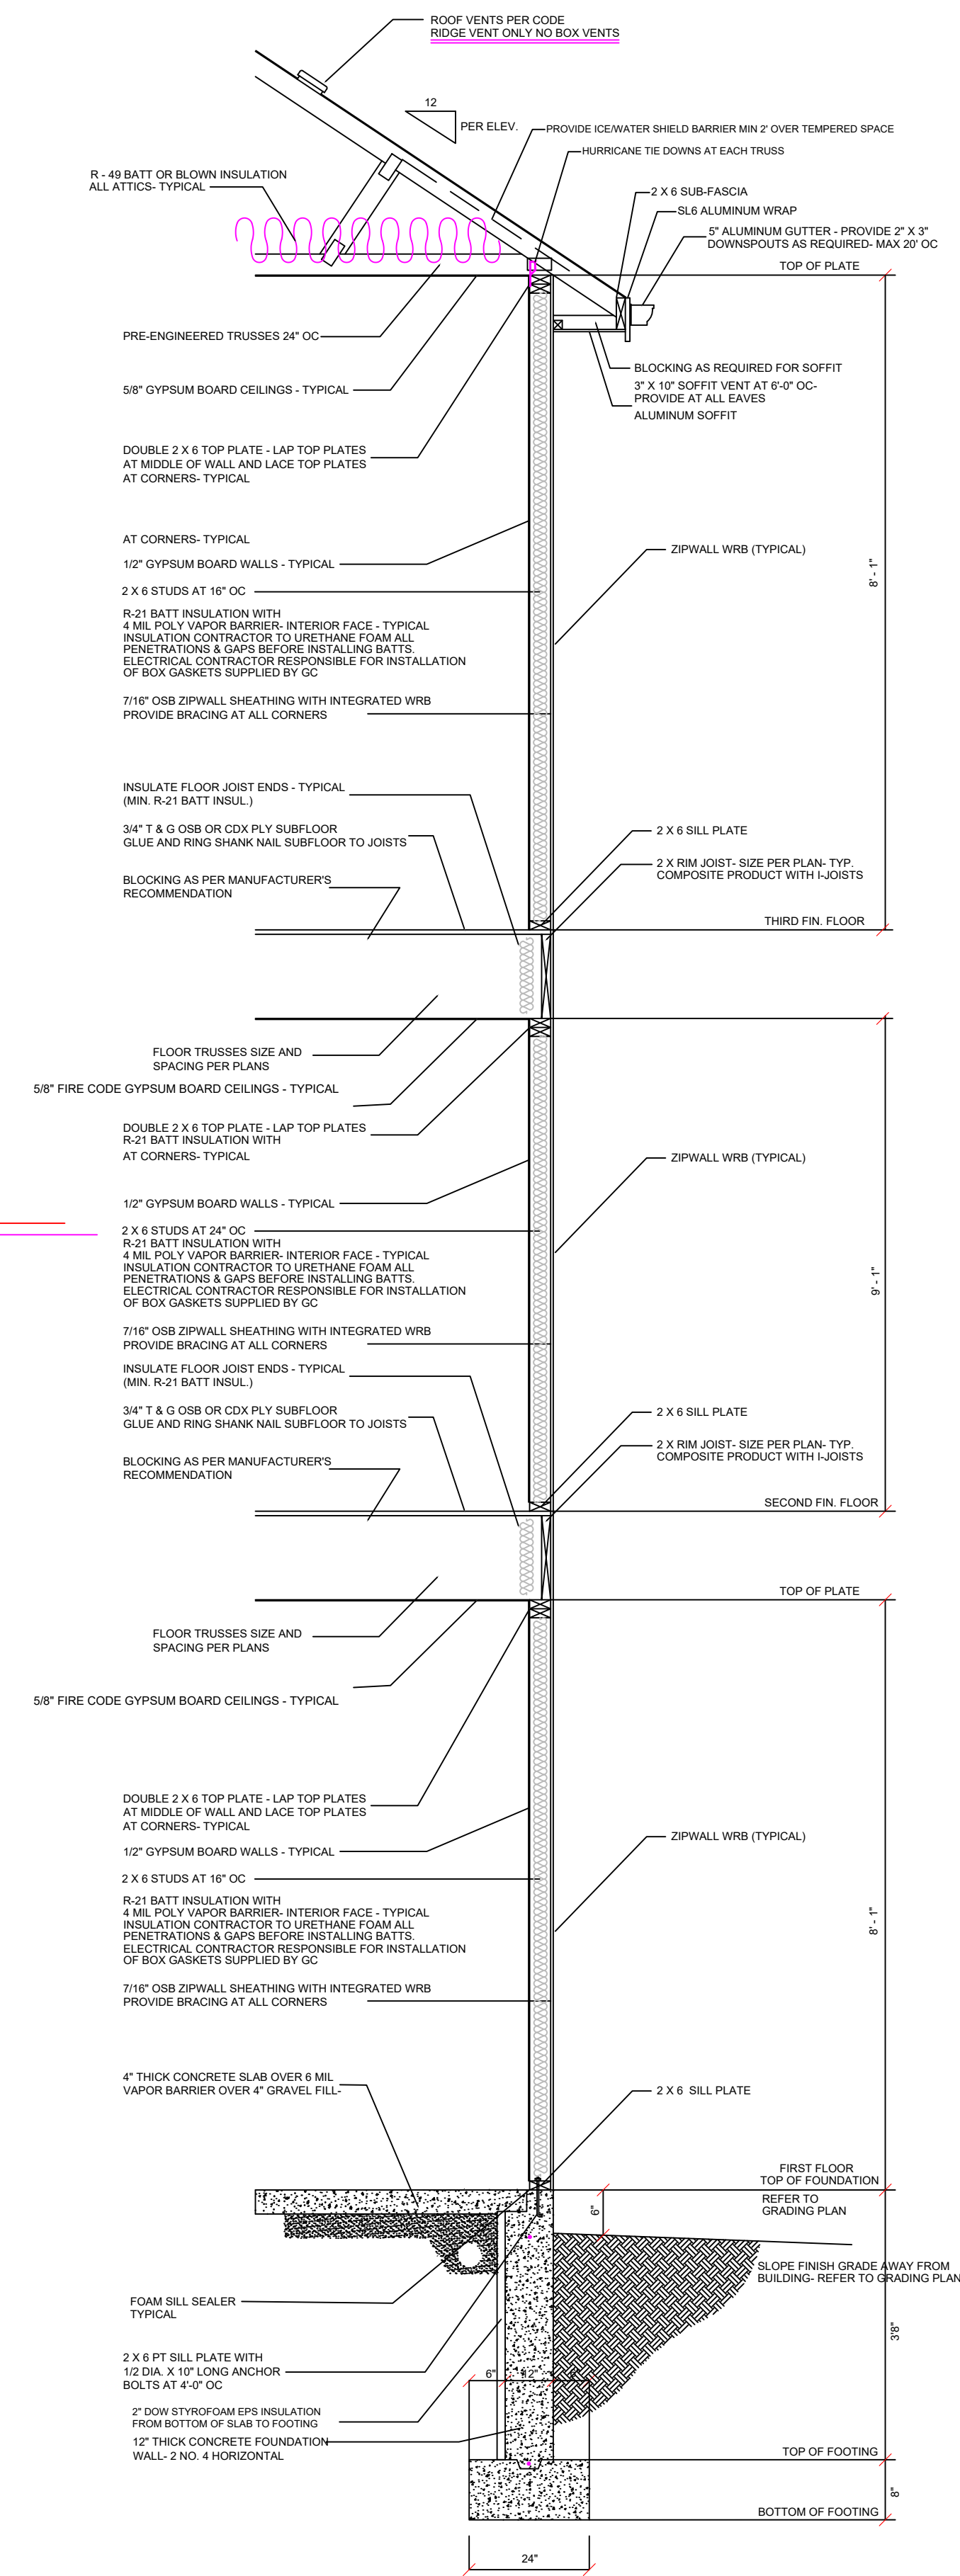 ROOF VENTS PER CODE
RIDGE VENT ONLY NO BOX VENTS
12
PER ELEV.
PROVIDE ICE/WATER SHIELD BARRIER MIN 2' OVER TEMPERED SPACE
HURRICANE TIE DOWNS AT EACH TRUSS
R - 49 BATT OR BLOWN INSULATION
ALL ATTICS- TYPICAL
2 X 6 SUB-FASCIA
SL6 ALUMINUM WRAP
5" ALUMINUM GUTTER - PROVIDE 2" X 3"
DOWNSPOUTS AS REQUIRED- MAX 20' OC
TOP OF PLATE
PRE-ENGINEERED TRUSSES 24" OC
BLOCKING AS REQUIRED FOR SOFFIT
3" X 10" SOFFIT VENT AT 6'-0" OC-
PROVIDE AT ALL EAVES
ALUMINUM SOFFIT
5/8" GYPSUM BOARD CEILINGS - TYPICAL
DOUBLE 2 X 6 TOP PLATE - LAP TOP PLATES
AT MIDDLE OF WALL AND LACE TOP PLATES
AT CORNERS- TYPICAL
AT CORNERS- TYPICAL
1/2" GYPSUM BOARD WALLS - TYPICAL
ZIPWALL WRB (TYPICAL)
8' - 1"
2 X 6 STUDS AT 16" OC
R-21 BATT INSULATION WITH
4 MIL POLY VAPOR BARRIER- INTERIOR FACE - TYPICAL
INSULATION CONTRACTOR TO URETHANE FOAM ALL
PENETRATIONS & GAPS BEFORE INSTALLING BATTS.
ELECTRICAL CONTRACTOR RESPONSIBLE FOR INSTALLATION
OF BOX GASKETS SUPPLIED BY GC
7/16" OSB ZIPWALL SHEATHING WITH INTEGRATED WRB
PROVIDE BRACING AT ALL CORNERS
INSULATE FLOOR JOIST ENDS - TYPICAL
(MIN. R-21 BATT INSUL.)
3/4" T & G OSB OR CDX PLY SUBFLOOR
GLUE AND RING SHANK NAIL SUBFLOOR TO JOISTS
2 X 6 SILL PLATE
2 X RIM JOIST- SIZE PER PLAN- TYP.
COMPOSITE PRODUCT WITH I-JOISTS
BLOCKING AS PER MANUFACTURER'S
RECOMMENDATION
THIRD FIN. FLOOR
FLOOR TRUSSES SIZE AND
SPACING PER PLANS
5/8" FIRE CODE GYPSUM BOARD CEILINGS - TYPICAL
DOUBLE 2 X 6 TOP PLATE - LAP TOP PLATES
R-21 BATT INSULATION WITH
AT CORNERS- TYPICAL
ZIPWALL WRB (TYPICAL)
1/2" GYPSUM BOARD WALLS - TYPICAL
2 X 6 STUDS AT 24" OC
R-21 BATT INSULATION WITH
4 MIL POLY VAPOR BARRIER- INTERIOR FACE - TYPICAL
INSULATION CONTRACTOR TO URETHANE FOAM ALL
PENETRATIONS & GAPS BEFORE INSTALLING BATTS.
ELECTRICAL CONTRACTOR RESPONSIBLE FOR INSTALLATION
OF BOX GASKETS SUPPLIED BY GC
9' - 1"
7/16" OSB ZIPWALL SHEATHING WITH INTEGRATED WRB
PROVIDE BRACING AT ALL CORNERS
INSULATE FLOOR JOIST ENDS - TYPICAL
(MIN. R-21 BATT INSUL.)
3/4" T & G OSB OR CDX PLY SUBFLOOR
GLUE AND RING SHANK NAIL SUBFLOOR TO JOISTS
2 X 6 SILL PLATE
2 X RIM JOIST- SIZE PER PLAN- TYP.
COMPOSITE PRODUCT WITH I-JOISTS
BLOCKING AS PER MANUFACTURER'S
RECOMMENDATION
SECOND FIN. FLOOR
TOP OF PLATE
FLOOR TRUSSES SIZE AND
SPACING PER PLANS
5/8" FIRE CODE GYPSUM BOARD CEILINGS - TYPICAL
DOUBLE 2 X 6 TOP PLATE - LAP TOP PLATES
AT MIDDLE OF WALL AND LACE TOP PLATES
AT CORNERS- TYPICAL
ZIPWALL WRB (TYPICAL)
1/2" GYPSUM BOARD WALLS - TYPICAL
2 X 6 STUDS AT 16" OC
R-21 BATT INSULATION WITH
4 MIL POLY VAPOR BARRIER- INTERIOR FACE - TYPICAL
INSULATION CONTRACTOR TO URETHANE FOAM ALL
PENETRATIONS & GAPS BEFORE INSTALLING BATTS.
ELECTRICAL CONTRACTOR RESPONSIBLE FOR INSTALLATION
OF BOX GASKETS SUPPLIED BY GC
8' - 1"
7/16" OSB ZIPWALL SHEATHING WITH INTEGRATED WRB
PROVIDE BRACING AT ALL CORNERS
4" THICK CONCRETE SLAB OVER 6 MIL
VAPOR BARRIER OVER 4" GRAVEL FILL-
2 X 6 SILL PLATE
FIRST FLOOR
TOP OF FOUNDATION
REFER TO
GRADING PLAN
6"
SLOPE FINISH GRADE AWAY FROM
BUILDING- REFER TO GRADING PLAN
FOAM SILL SEALER
TYPICAL
3'8"
2 X 6 PT SILL PLATE WITH
1/2 DIA. X 10" LONG ANCHOR
BOLTS AT 4'-0" OC
6"
12"
6"
2" DOW STYROFOAM EPS INSULATION
FROM BOTTOM OF SLAB TO FOOTING
12" THICK CONCRETE FOUNDATION
WALL- 2 NO. 4 HORIZONTAL
TOP OF FOOTING
8"
BOTTOM OF FOOTING
24"